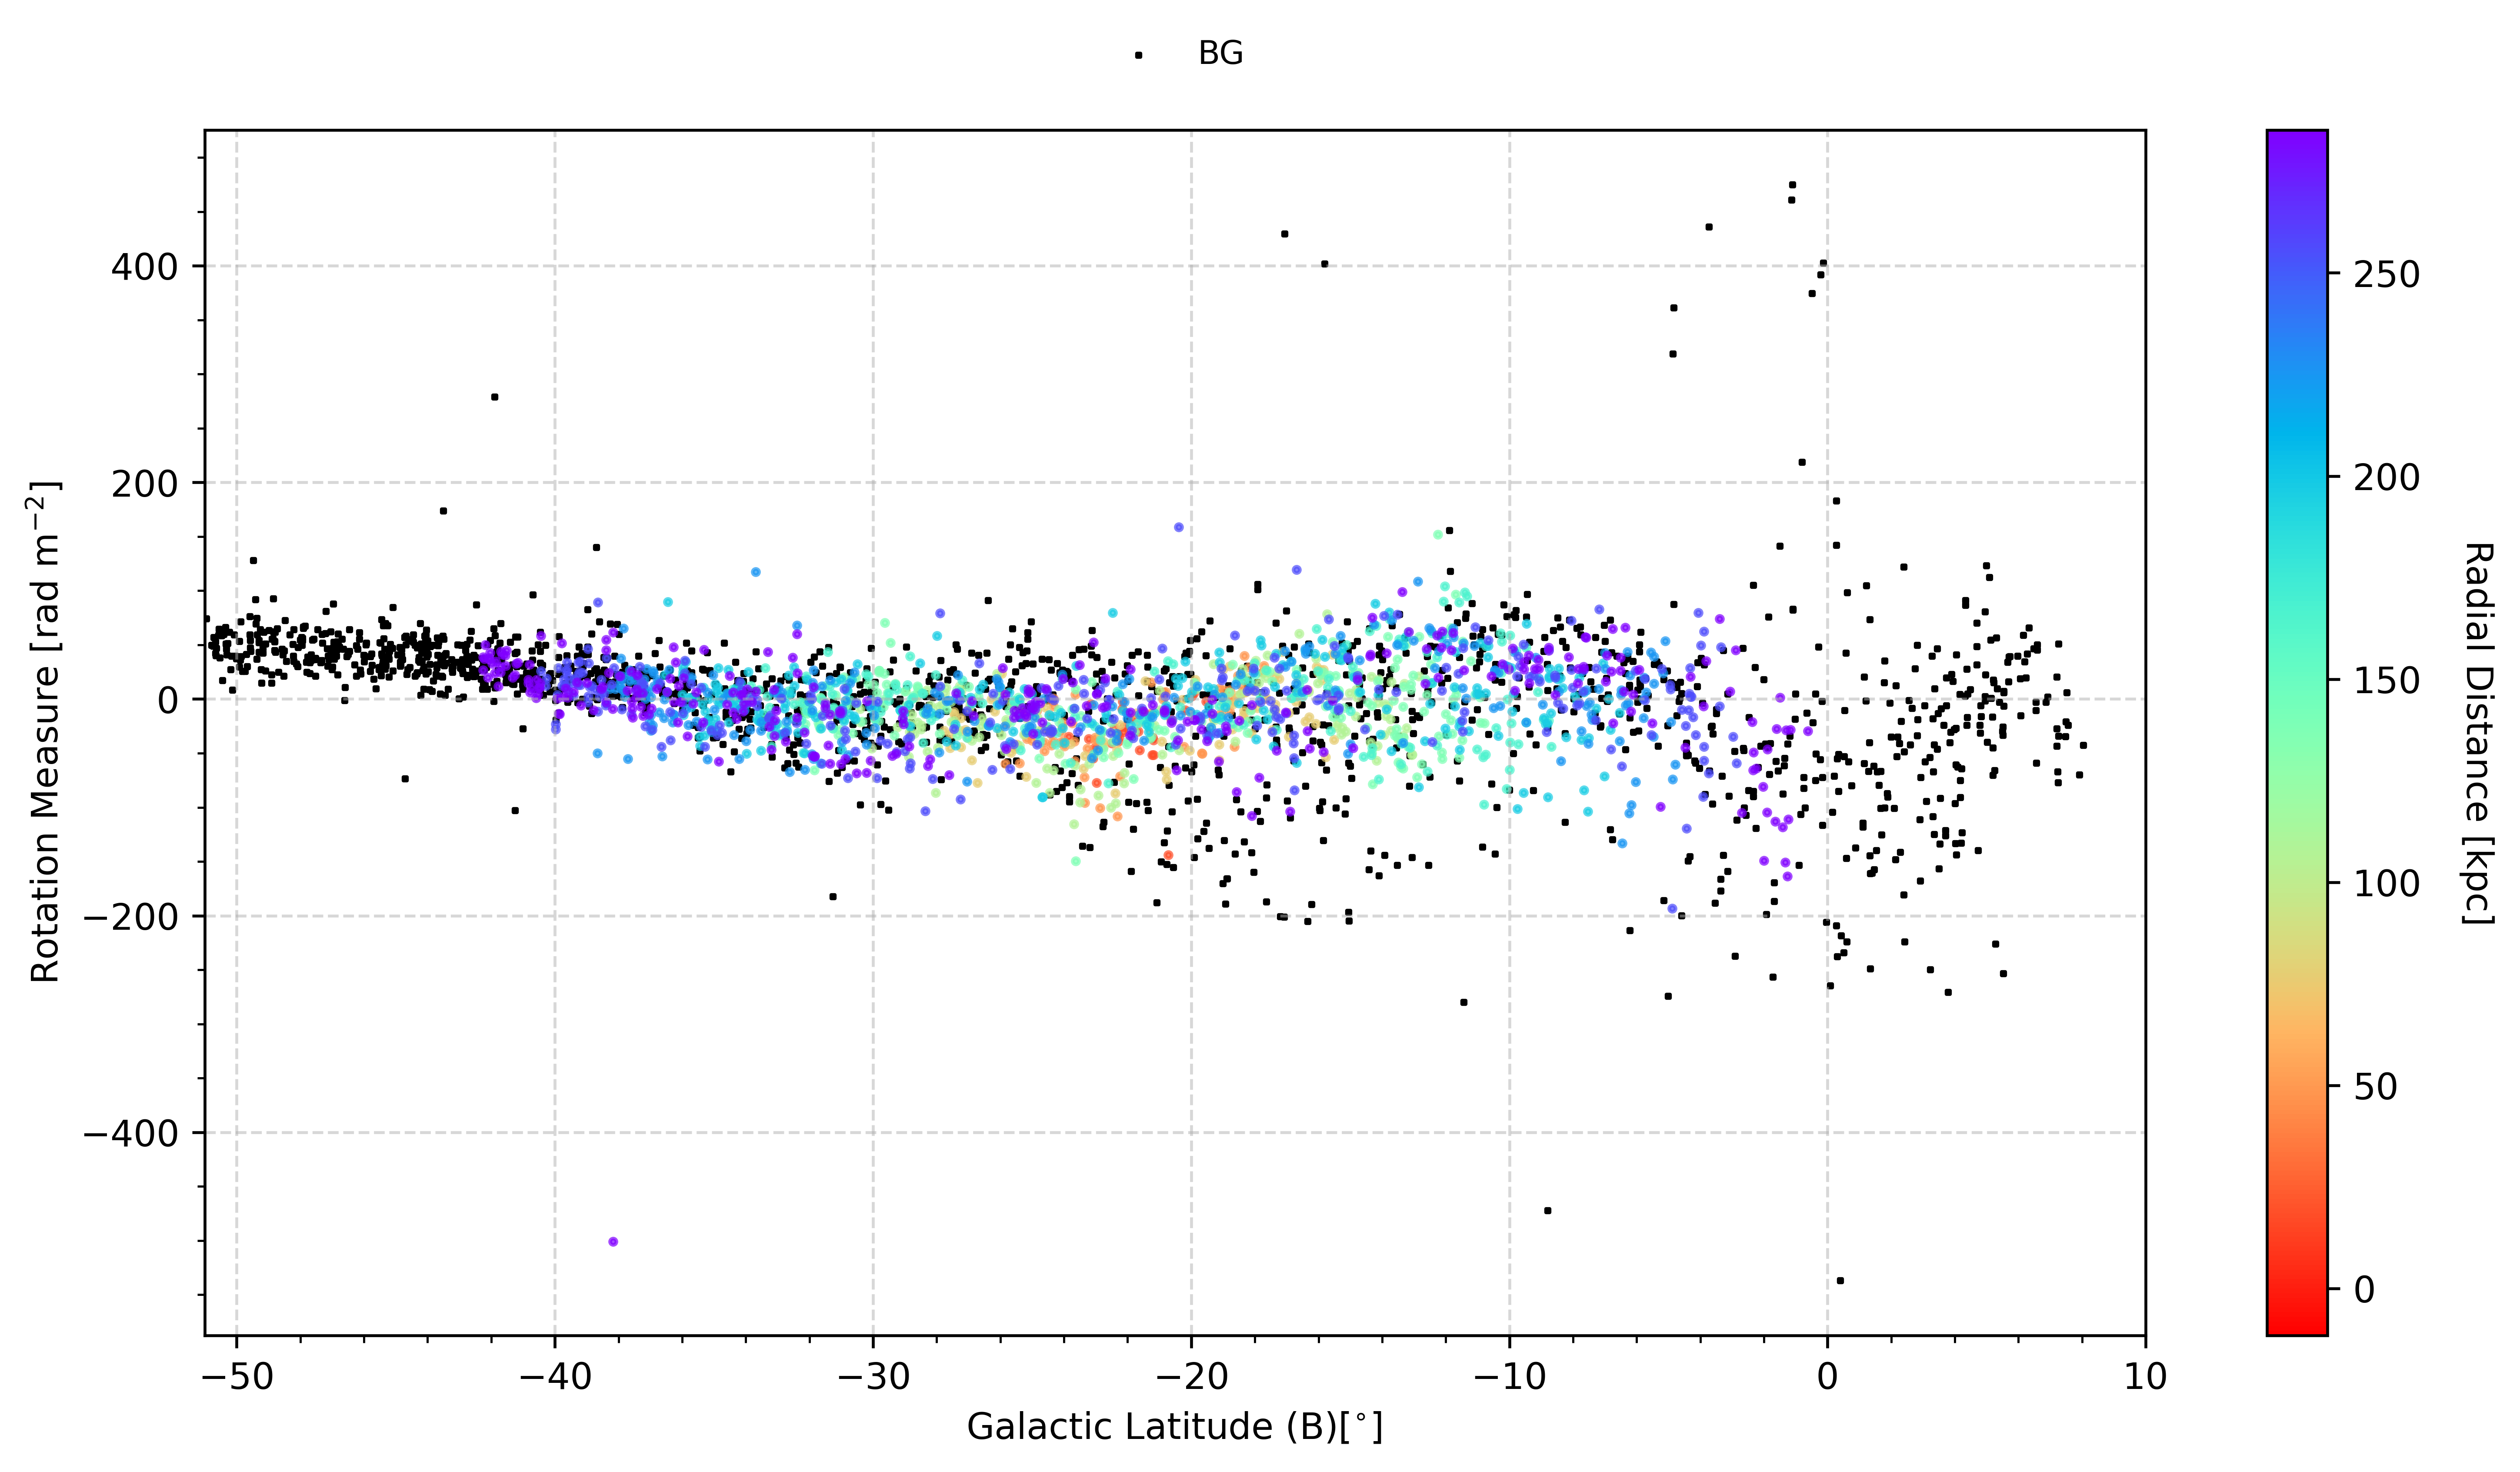 BG
400
200
0
−200
−400
Rotation Measure [rad m⁻²]
−50 −40 −30 −20 −10 0 10
Galactic Latitude (B)[°]
250
200
150
100
50
0
Radial Distance [kpc]